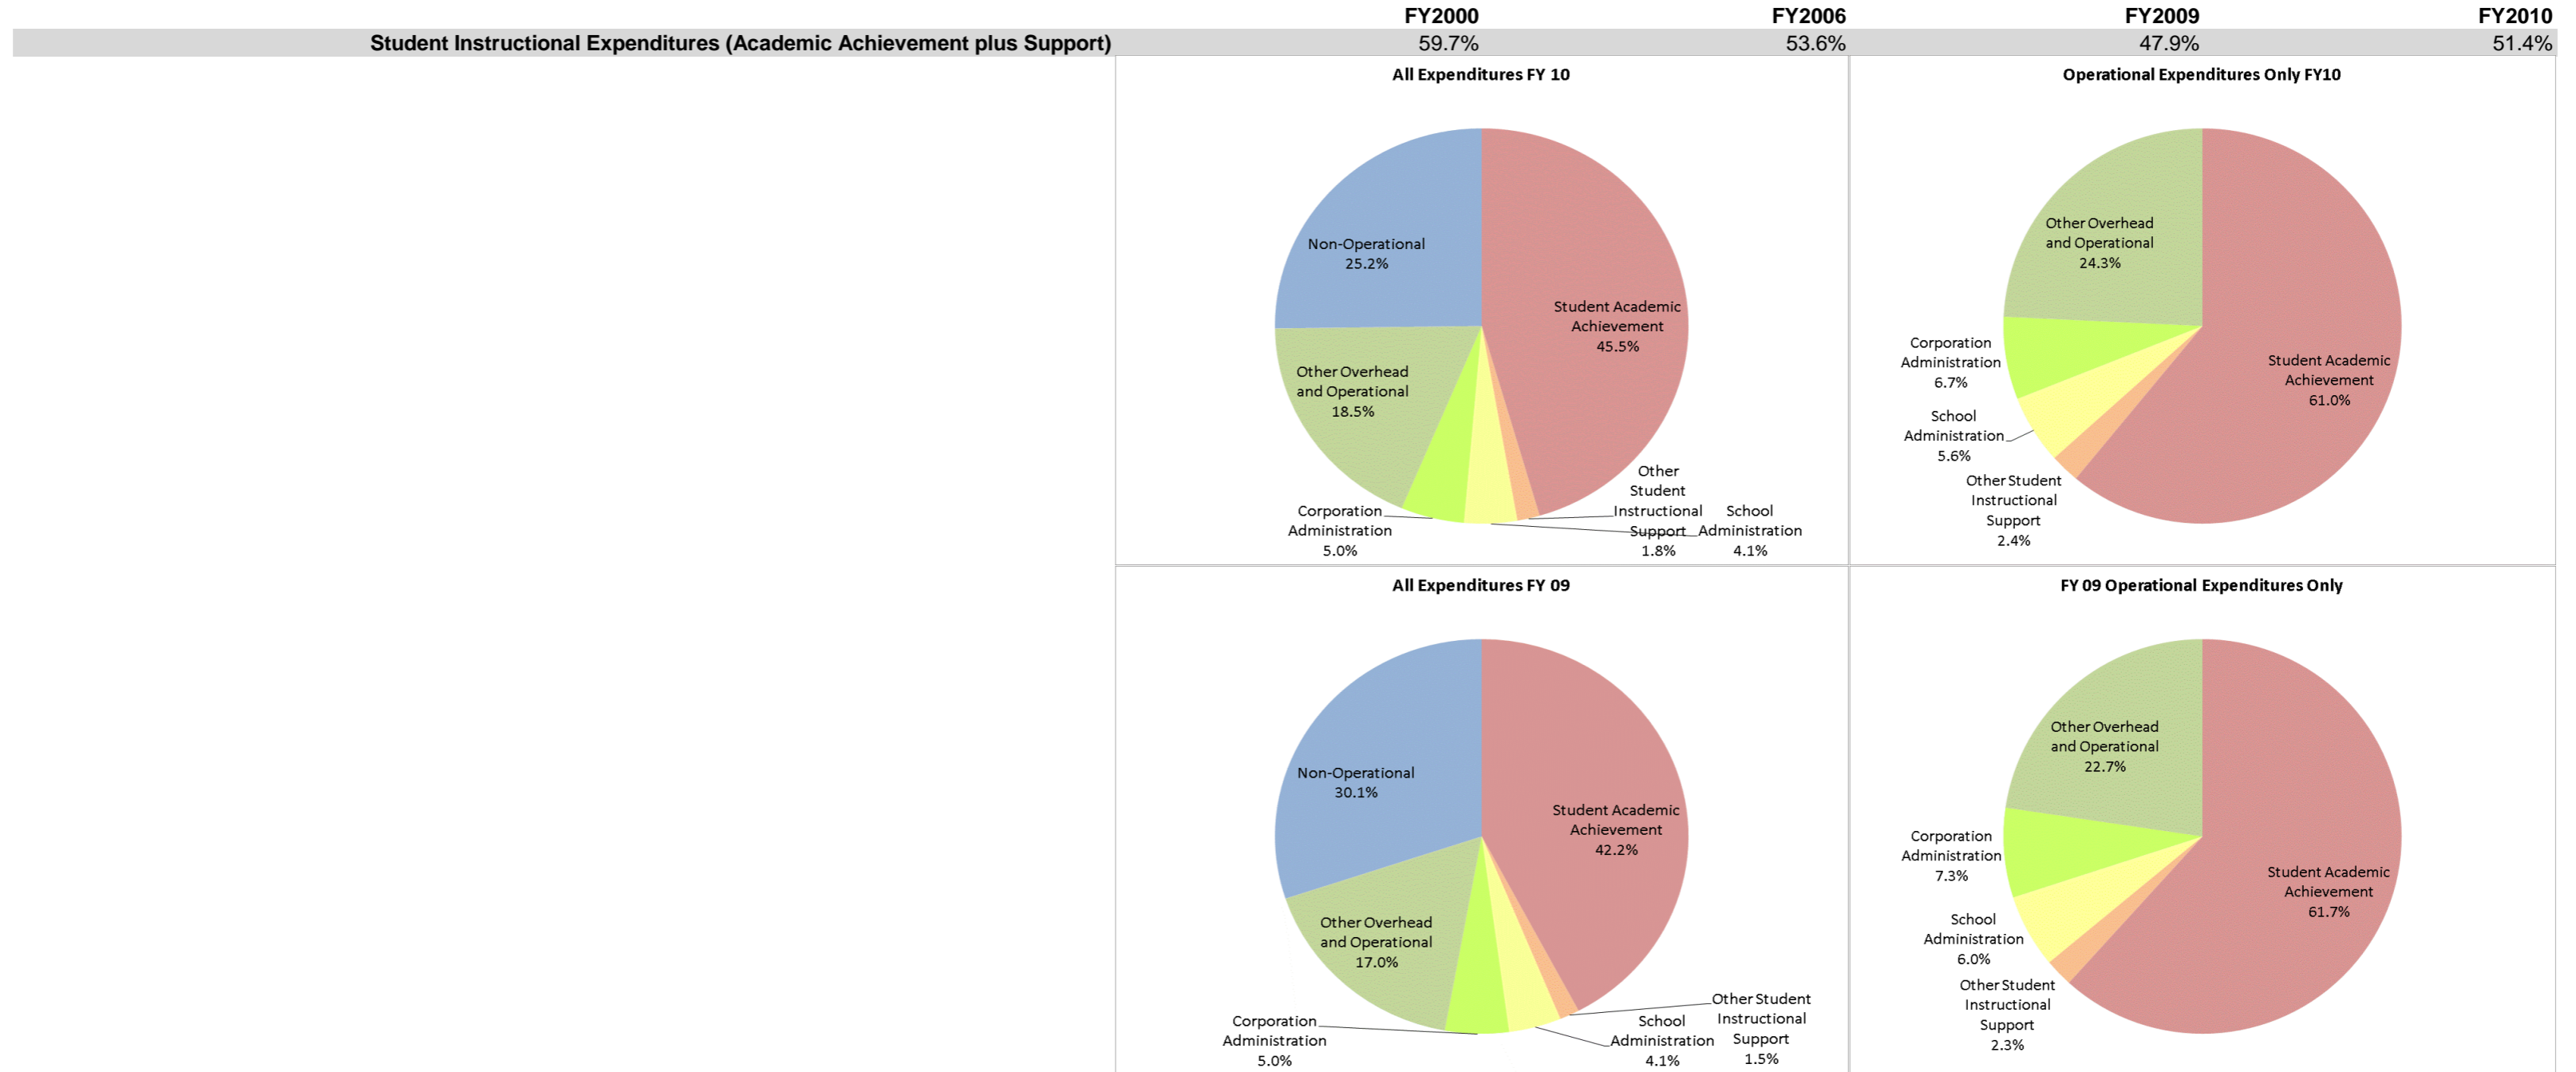 FY2000 FY2006 FY2009 FY2010
Student Instructional Expenditures (Academic Achievement plus Support) 59.7% 53.6% 47.9% 51.4%
All Expenditures FY 10
Non-Operational
25.2%
Student Academic
Achievement
45.5%
Other Overhead
and Operational
18.5%
Corporation
Administration
5.0%
Other
Student
Instructional
Support
1.8%
School
Administration
4.1%
Operational Expenditures Only FY10
Other Overhead
and Operational
24.3%
Corporation
Administration
6.7%
Student Academic
Achievement
61.0%
School
Administration
5.6%
Other Student
Instructional
Support
2.4%
All Expenditures FY 09
Non-Operational
30.1%
Student Academic
Achievement
42.2%
Other Overhead
and Operational
17.0%
Corporation
Administration
5.0%
School
Administration
4.1%
Other Student
Instructional
Support
1.5%
FY 09 Operational Expenditures Only
Other Overhead
and Operational
22.7%
Corporation
Administration
7.3%
Student Academic
Achievement
61.7%
School
Administration
6.0%
Other Student
Instructional
Support
2.3%